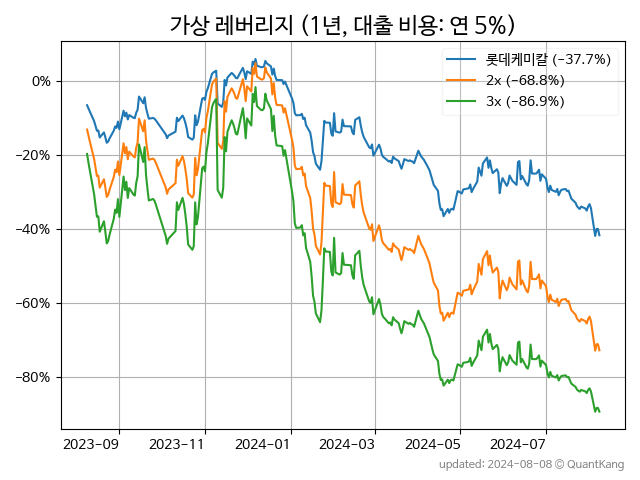 가상 레버리지 (1년, 대출 비용: 연 5%)
롯데케미칼 (−37.7%)
2x (−68.8%)
3x (−86.9%)
0%
−20%
−40%
−60%
−80%
2023-09 2023-11 2024-01 2024-03 2024-05 2024-07
updated: 2024-08-08 © QuantKang